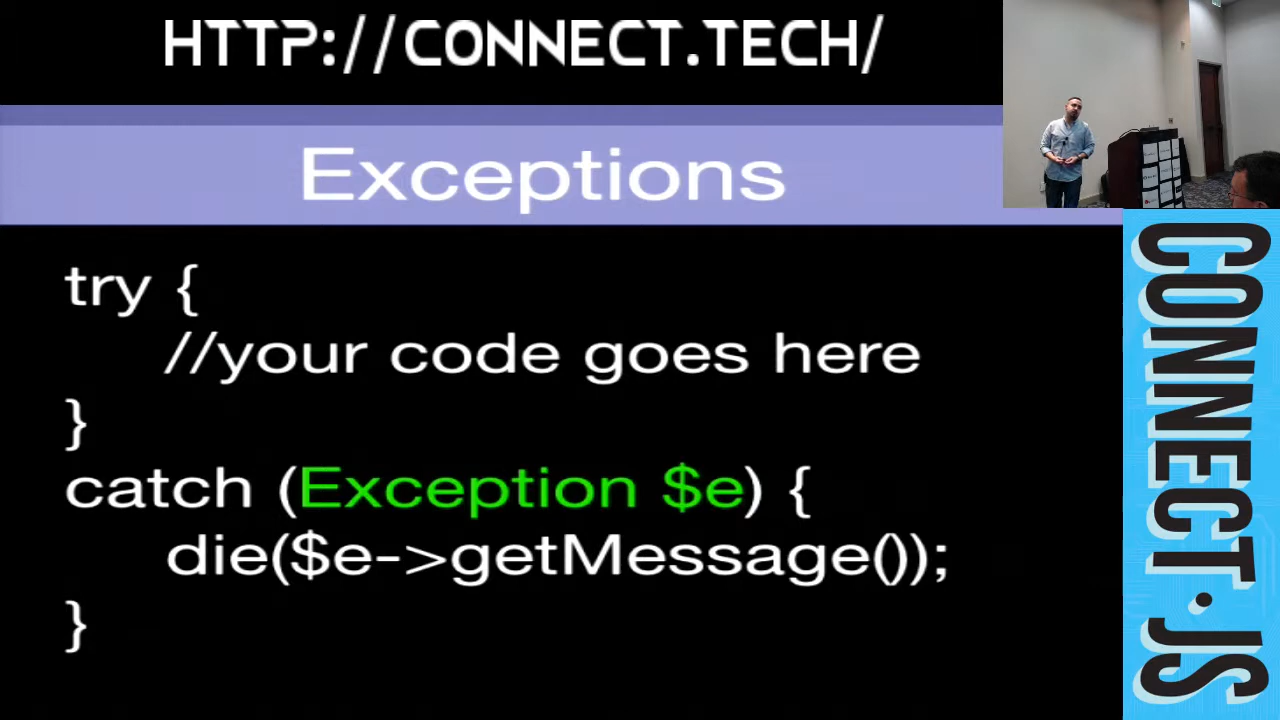 HTTP://CONNECT.TECH/
Exceptions
try {
//your code goes here
}
catch (Exception $e) {
die($e->getMessage());
}
CONNECT.JS